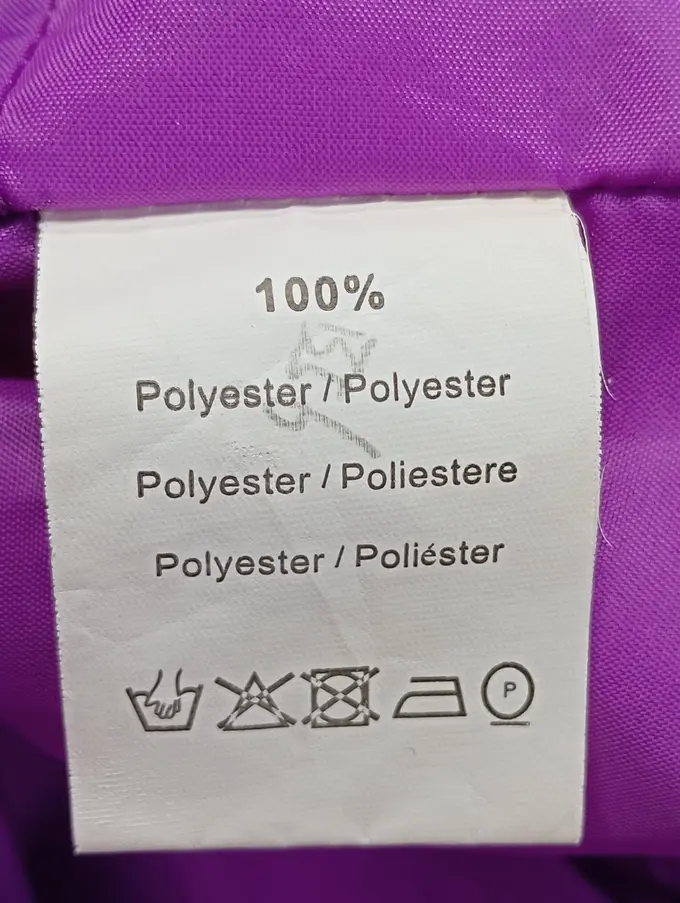 100%
Polyester / Polyester
Polyester / Poliestere
Polyester / Poliéster
P